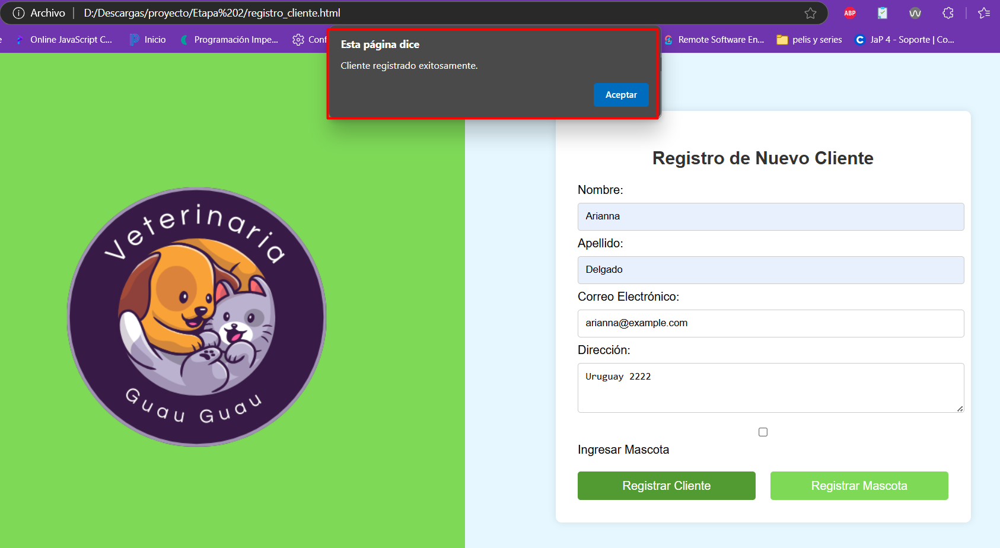 Archivo
D:/Descargas/proyecto/Etapa%202/registro_cliente.html
ABP
e
Online JavaScript C...
Inicio
Programación Impe...
Conf
Remote Software En...
pelis y series
JaP 4 - Soporte | Co...
Esta página dice
Cliente registrado exitosamente.
Aceptar
Veterinaria
Guau Guau
Registro de Nuevo Cliente
Nombre:
Arianna
Apellido:
Delgado
Correo Electrónico:
arianna@example.com
Dirección:
Uruguay 2222
Ingresar Mascota
Registrar Cliente
Registrar Mascota